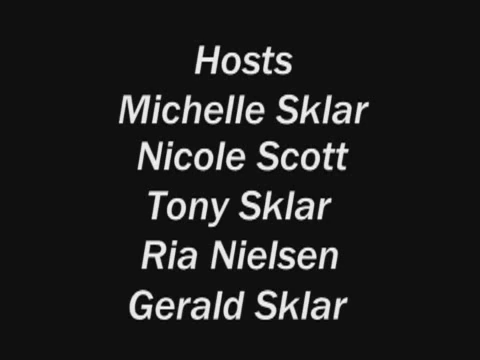 Hosts
Michelle Sklar
Nicole Scott
Tony Sklar
Ria Nielsen
Gerald Sklar